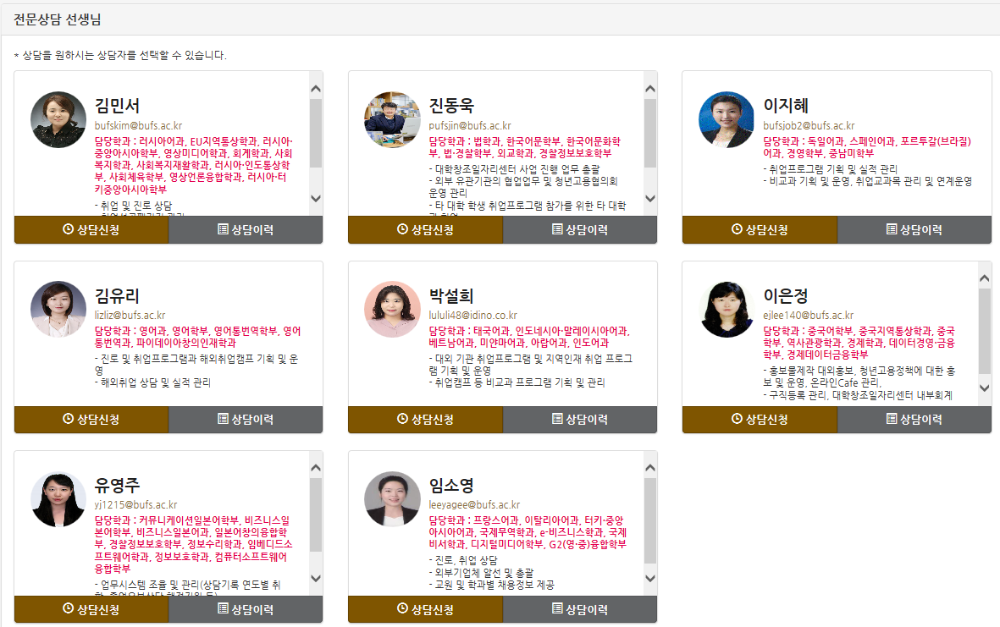 전문상담 선생님
* 상담을 원하시는 상담자를 선택할 수 있습니다.
김민서
bufskim@bufs.ac.kr
담당학과 : 러시아어과, EU지역통상학과, 러시아·
중앙아시아학부, 영상미디어학과, 회계학과, 사회
복지학과, 사회복지재활학과, 러시아·인도통상학
부, 사회체육학부, 영상언론융합학과, 러시아·터
키중앙아시아학부
- 취업 및 진로 상담
상담신청
상담이력
진동욱
pufsjin@bufs.ac.kr
담당학과 : 법학과, 한국어문학부, 한국어문화학
부, 법·경찰학부, 외교학과, 경찰정보보호학부
- 대학창조일자리센터 사업 진행 업무 총괄
- 외부 유관기관의 협업업무 및 청년고용협의회
운영 관리
- 타 대학 학생 취업프로그램 참가를 위한 타 대학
상담신청
상담이력
이지혜
bufsjob2@bufs.ac.kr
담당학과 : 독일어과, 스페인어과, 포르투갈(브라질)
어과, 경영학부, 중남미학부
- 취업프로그램 기획 및 실적 관리
- 비교과 기획 및 운영, 취업교과목 관리 및 연계운영
상담신청
상담이력
김유리
lizliz@bufs.ac.kr
담당학과 : 영어과, 영어학부, 영어통번역학부, 영어
통번역과, 파이데이아창의인재학과
- 진로 및 취업프로그램과 해외취업캠프 기획 및 운
영
- 해외취업 상담 및 실적 관리
상담신청
상담이력
박설희
lululi48@idino.co.kr
담당학과 : 태국어과, 인도네시아·말레이시아어과,
베트남어과, 미얀마어과, 아랍어과, 인도어과
- 대외 기관 취업프로그램 및 지역인재 취업 프로그
램 기획 및 운영
- 취업캠프 등 비교과 프로그램 기획 및 관리
상담신청
상담이력
이은정
ejlee140@bufs.ac.kr
담당학과 : 중국어학부, 중국지역통상학과, 중국
학부, 역사관광학과, 경제학과, 데이터경영·금융
학부, 경제데이터금융학부
- 홍보물제작 대외홍보, 청년고용정책에 대한 홍
보 및 운영, 온라인Cafe 관리,
- 구직등록 관리, 대학창조일자리센터 내부회계
상담신청
상담이력
유영주
yj1215@bufs.ac.kr
담당학과 : 커뮤니케이션일본어학부, 비즈니스일
본어학부, 비즈니스일본어과, 일본어창의융합학
부, 경찰정보보호학부, 정보수리학과, 임베디드소
프트웨어학과, 정보보호학과, 컴퓨터소프트웨어
융합학부
- 업무시스템 조율 및 관리(상담기록 연도별 취
상담신청
상담이력
임소영
leeyagee@bufs.ac.kr
담당학과 : 프랑스어과, 이탈리아어과, 터키·중앙
아시아어과, 국제무역학과, e-비즈니스학과, 국제
비서학과, 디지털미디어학부, G2(영·중)융합학부
- 진로, 취업 상담
- 외부기업체 알선 및 총괄
- 교원 및 학과별 채용정보 제공
상담신청
상담이력